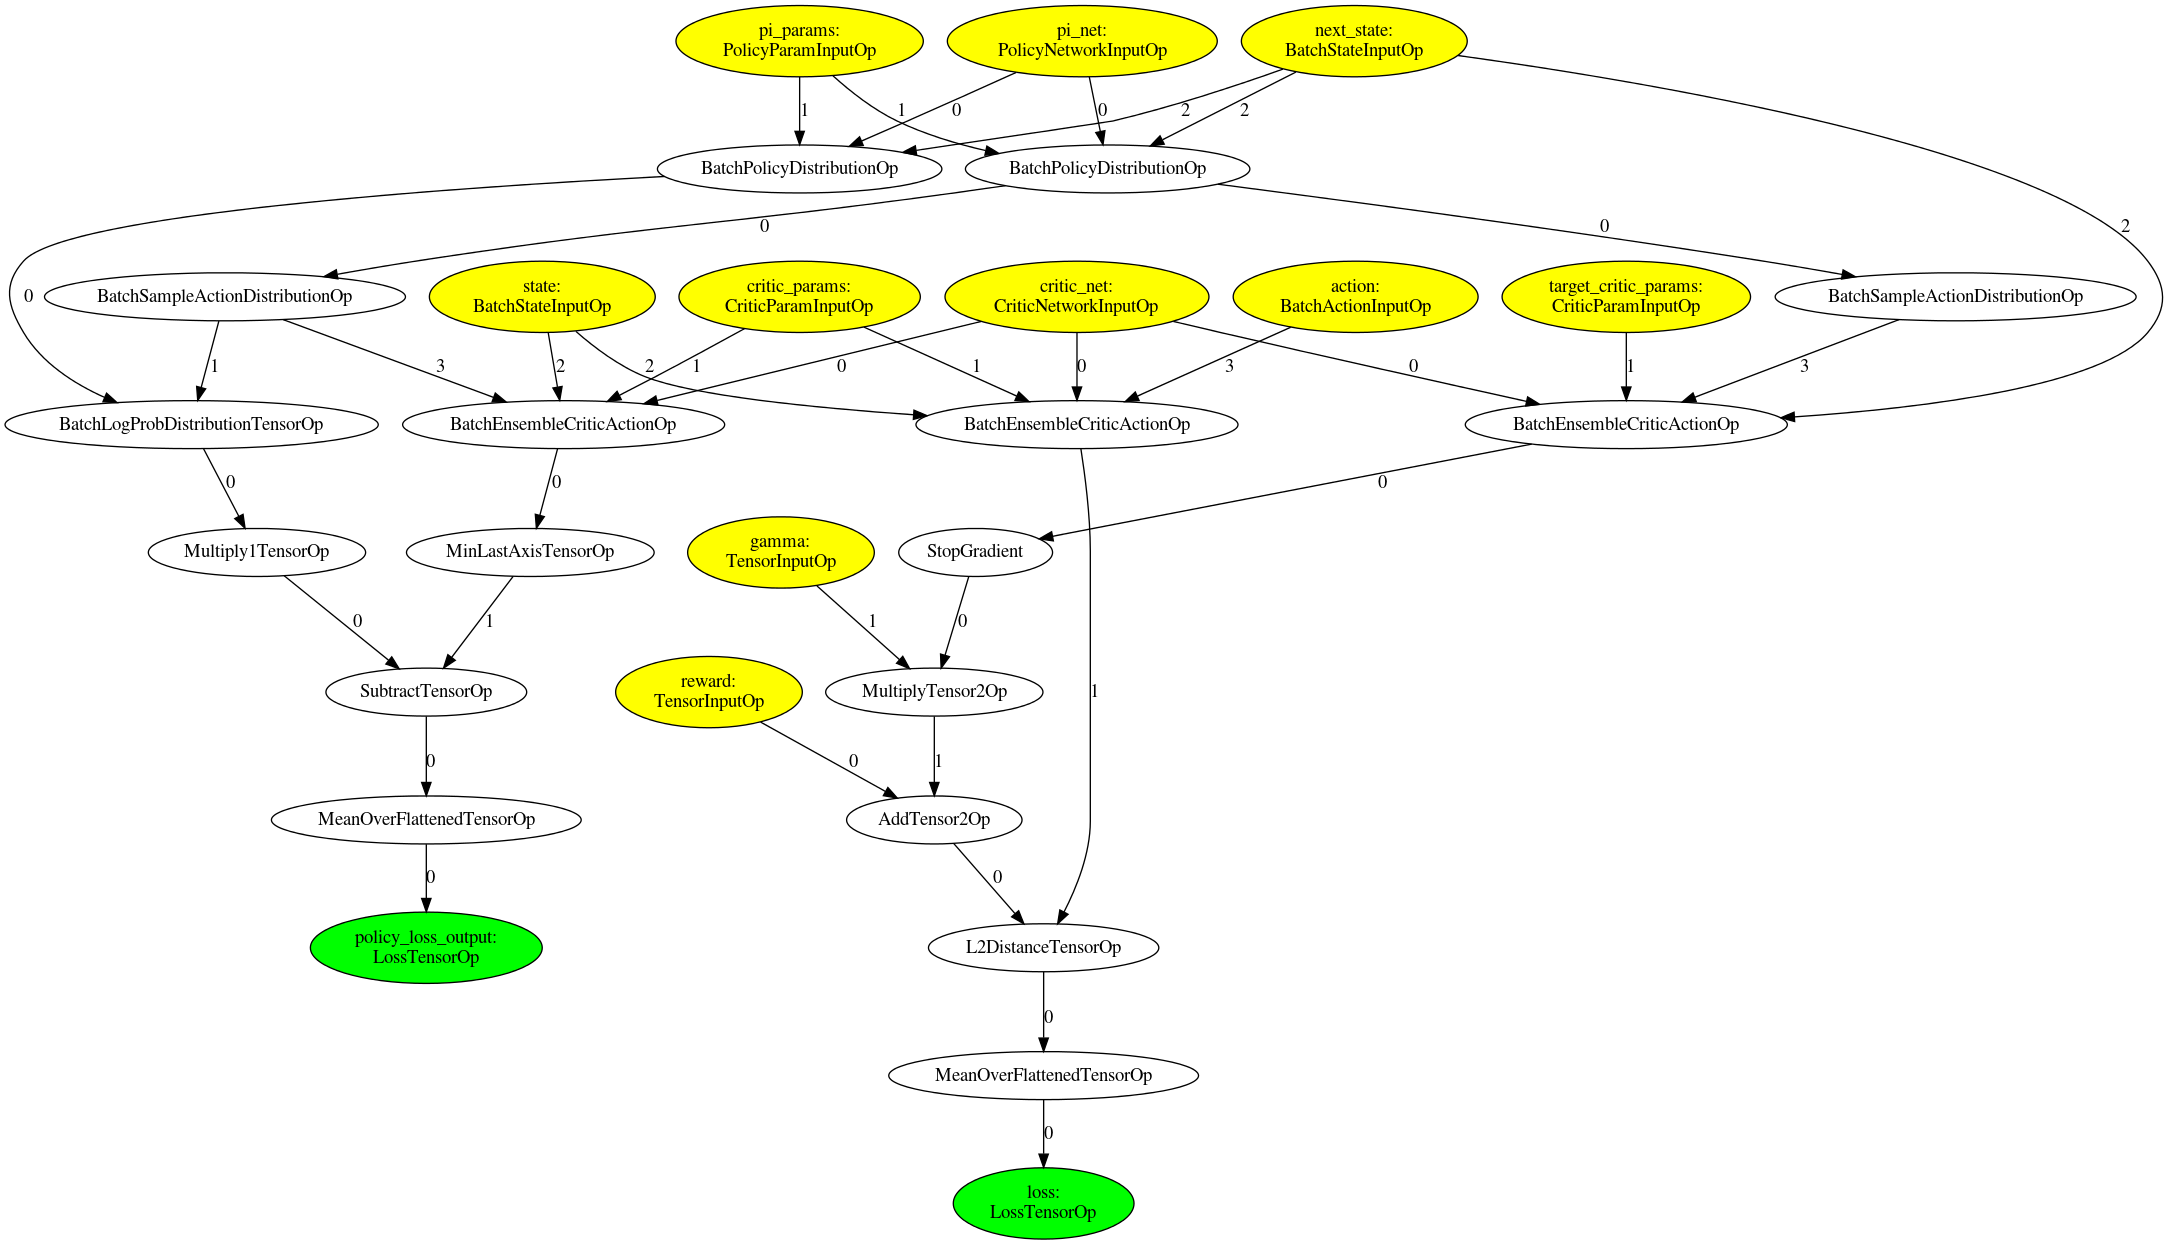 pi_params:
PolicyParamInputOp
pi_net:
PolicyNetworkInputOp
next_state:
BatchStateInputOp
1
1
0
0
2
2
BatchPolicyDistributionOp
BatchPolicyDistributionOp
0
0
2
0
BatchSampleActionDistributionOp
state:
BatchStateInputOp
critic_params:
CriticParamInputOp
critic_net:
CriticNetworkInputOp
action:
BatchActionInputOp
target_critic_params:
CriticParamInputOp
BatchSampleActionDistributionOp
1
3
2
2
1
0
1
0
3
0
1
3
BatchLogProbDistributionTensorOp
BatchEnsembleCriticActionOp
BatchEnsembleCriticActionOp
BatchEnsembleCriticActionOp
0
0
0
Multiply1TensorOp
MinLastAxisTensorOp
gamma:
TensorInputOp
StopGradient
0
1
1
0
SubtractTensorOp
reward:
TensorInputOp
MultiplyTensor2Op
1
0
0
1
MeanOverFlattenedTensorOp
AddTensor2Op
0
0
policy_loss_output:
LossTensorOp
L2DistanceTensorOp
0
MeanOverFlattenedTensorOp
0
loss:
LossTensorOp